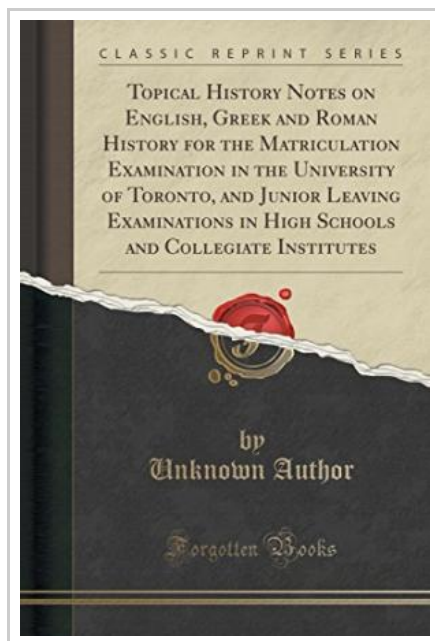 CLASSIC REPRINT SERIES
TOPICAL HISTORY NOTES ON
ENGLISH, GREEK AND ROMAN
HISTORY FOR THE MATRICULATION
EXAMINATION IN THE UNIVERSITY
OF TORONTO, AND JUNIOR LEAVING
EXAMINATIONS IN HIGH SCHOOLS
AND COLLEGIATE INSTITUTES
by
Unknown Author
Forgotten Books